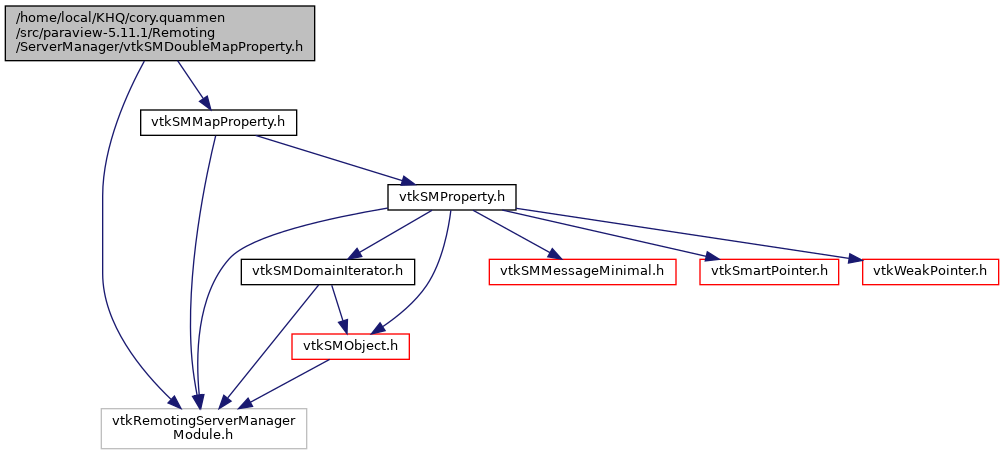 /home/local/KHQ/cory.quammen
/src/paraview-5.11.1/Remoting
/ServerManager/vtkSMDoubleMapProperty.h
vtkSMMapProperty.h
vtkSMProperty.h
vtkSMDomainIterator.h
vtkSMMessageMinimal.h
vtkSmartPointer.h
vtkWeakPointer.h
vtkSMObject.h
vtkRemotingServerManager
Module.h